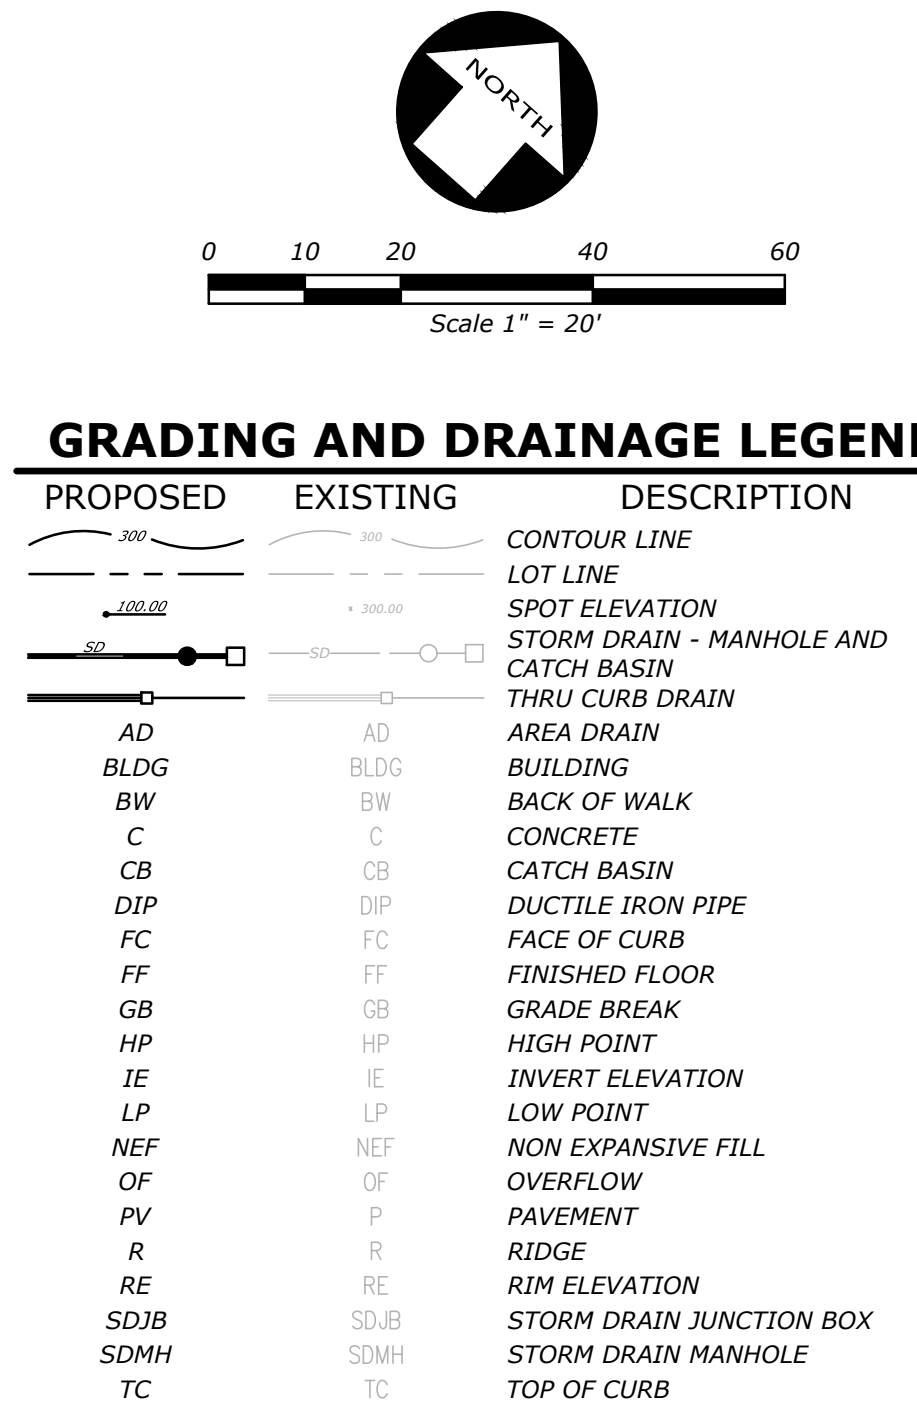 NORTH
0 10 20 40 60
Scale 1" = 20'
GRADING AND DRAINAGE LEGEN
PROPOSED EXISTING DESCRIPTION
300 300 CONTOUR LINE
LOT LINE
100.00 300.00 SPOT ELEVATION
SD SD STORM DRAIN - MANHOLE AND
CATCH BASIN
THRU CURB DRAIN
AD AD AREA DRAIN
BLDG BLDG BUILDING
BW BW BACK OF WALK
C C CONCRETE
CB CB CATCH BASIN
DIP DIP DUCTILE IRON PIPE
FC FC FACE OF CURB
FF FF FINISHED FLOOR
GB GB GRADE BREAK
HP HP HIGH POINT
IE IE INVERT ELEVATION
LP LP LOW POINT
NEF NEF NON EXPANSIVE FILL
OF OF OVERFLOW
PV P PAVEMENT
R R RIDGE
RE RE RIM ELEVATION
SDJB SDJB STORM DRAIN JUNCTION BOX
SDMH SDMH STORM DRAIN MANHOLE
TC TC TOP OF CURB